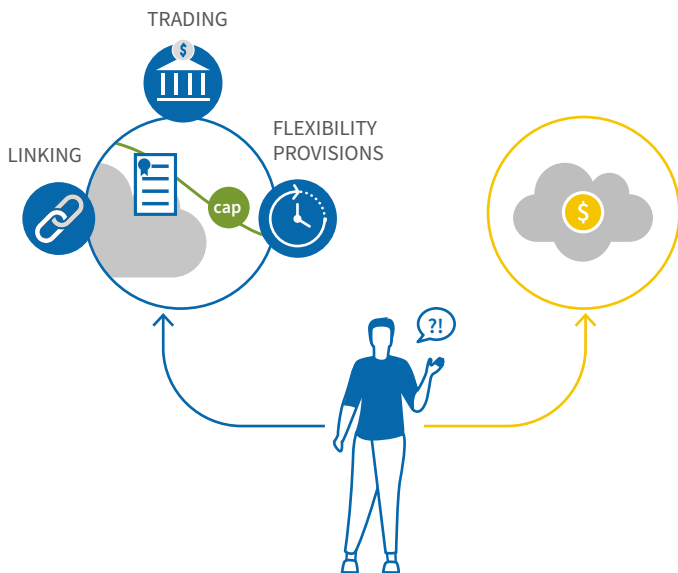 TRADING
$
FLEXIBILITY
PROVISIONS
LINKING
cap
$
?!